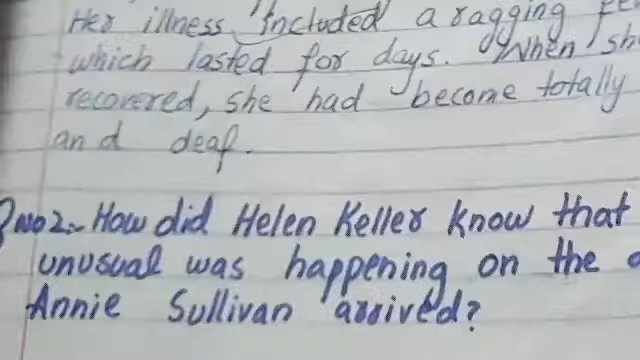 Her illness included a ragging
which lasted for days. When
recovered, she had become totally
and deaf.
QNo2:- How did Helen Keller know that
unusual was happening on the
Annie Sullivan arrived?